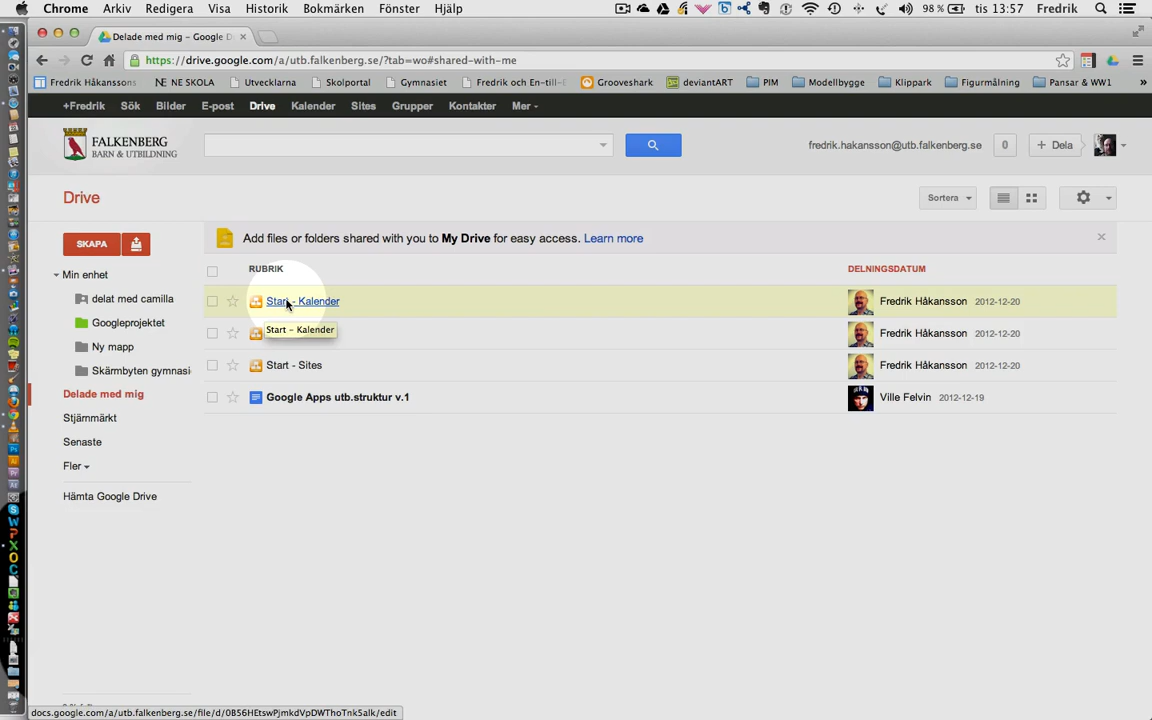 Chrome Arkiv Redigera Visa Historik Bokmärken Fönster Hjälp 98 % tis 13:57 Fredrik
Delade med mig - Google D
https://drive.google.com/a/utb.falkenberg.se/?tab=wo#shared-with-me
Fredrik Håkanssons NE NE SKOLA Utvecklarna Skolportal Gymnasiet Fredrik och En-till-E Grooveshark deviantART PIM Modellbygge Klippark Figurmålning Pansar & WW1 »
+Fredrik Sök Bilder E-post Drive Kalender Sites Grupper Kontakter Mer
FALKENBERG
BARN & UTBILDNING
fredrik.hakansson@utb.falkenberg.se 0 + Dela
Drive
Sortera
SKAPA
Add files or folders shared with you to My Drive for easy access. Learn more
Min enhet
delat med camilla
Googleprojektet
Ny mapp
Skärmbyten gymnasi
Delade med mig
Stjärnmärkt
Senaste
Fler
Hämta Google Drive
RUBRIK DELNINGSDATUM
Start - Kalender Fredrik Håkansson 2012-12-20
Start - Kalender
Fredrik Håkansson 2012-12-20
Start - Sites Fredrik Håkansson 2012-12-20
Google Apps utb.struktur v.1 Ville Felvin 2012-12-19
docs.google.com/a/utb.falkenberg.se/file/d/0B56HEtswPjmkdVpDWThoTnk5alk/edit